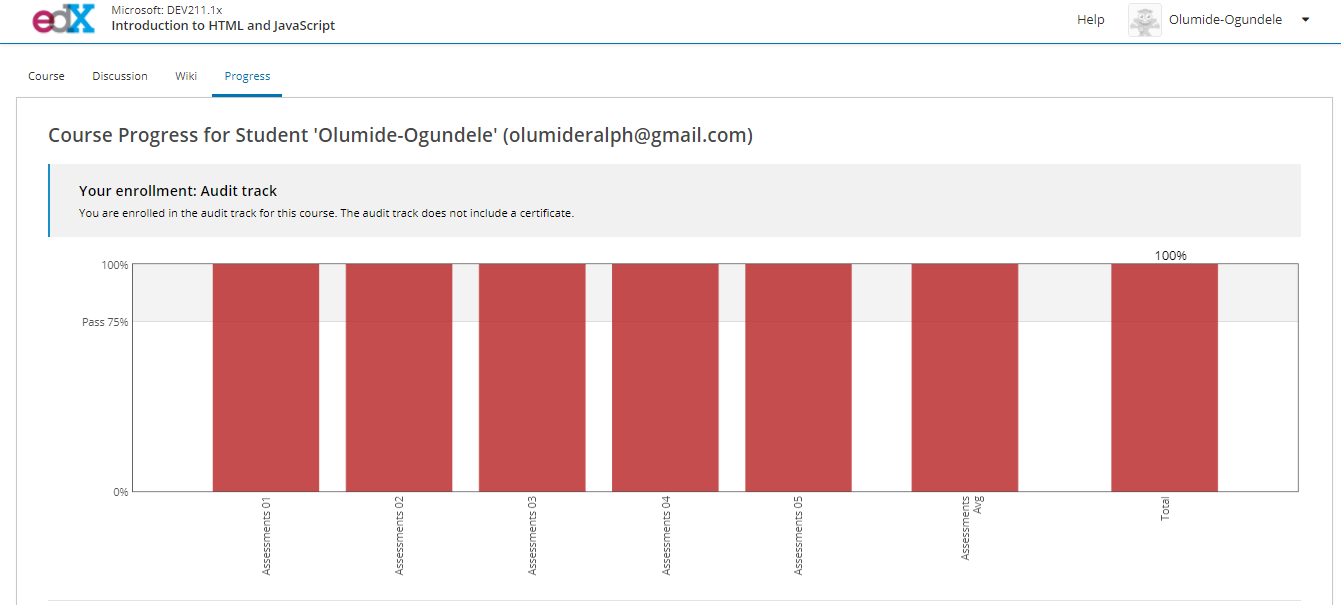 edX
Microsoft: DEV211.1x
Introduction to HTML and JavaScript
Help
Olumide-Ogundele
Course
Discussion
Wiki
Progress
Course Progress for Student 'Olumide-Ogundele' (olumideralph@gmail.com)
Your enrollment: Audit track
You are enrolled in the audit track for this course. The audit track does not include a certificate.
100%
100%
Pass 75%
0%
Assessments 01
Assessments 02
Assessments 03
Assessments 04
Assessments 05
Assessments
Avg
Total